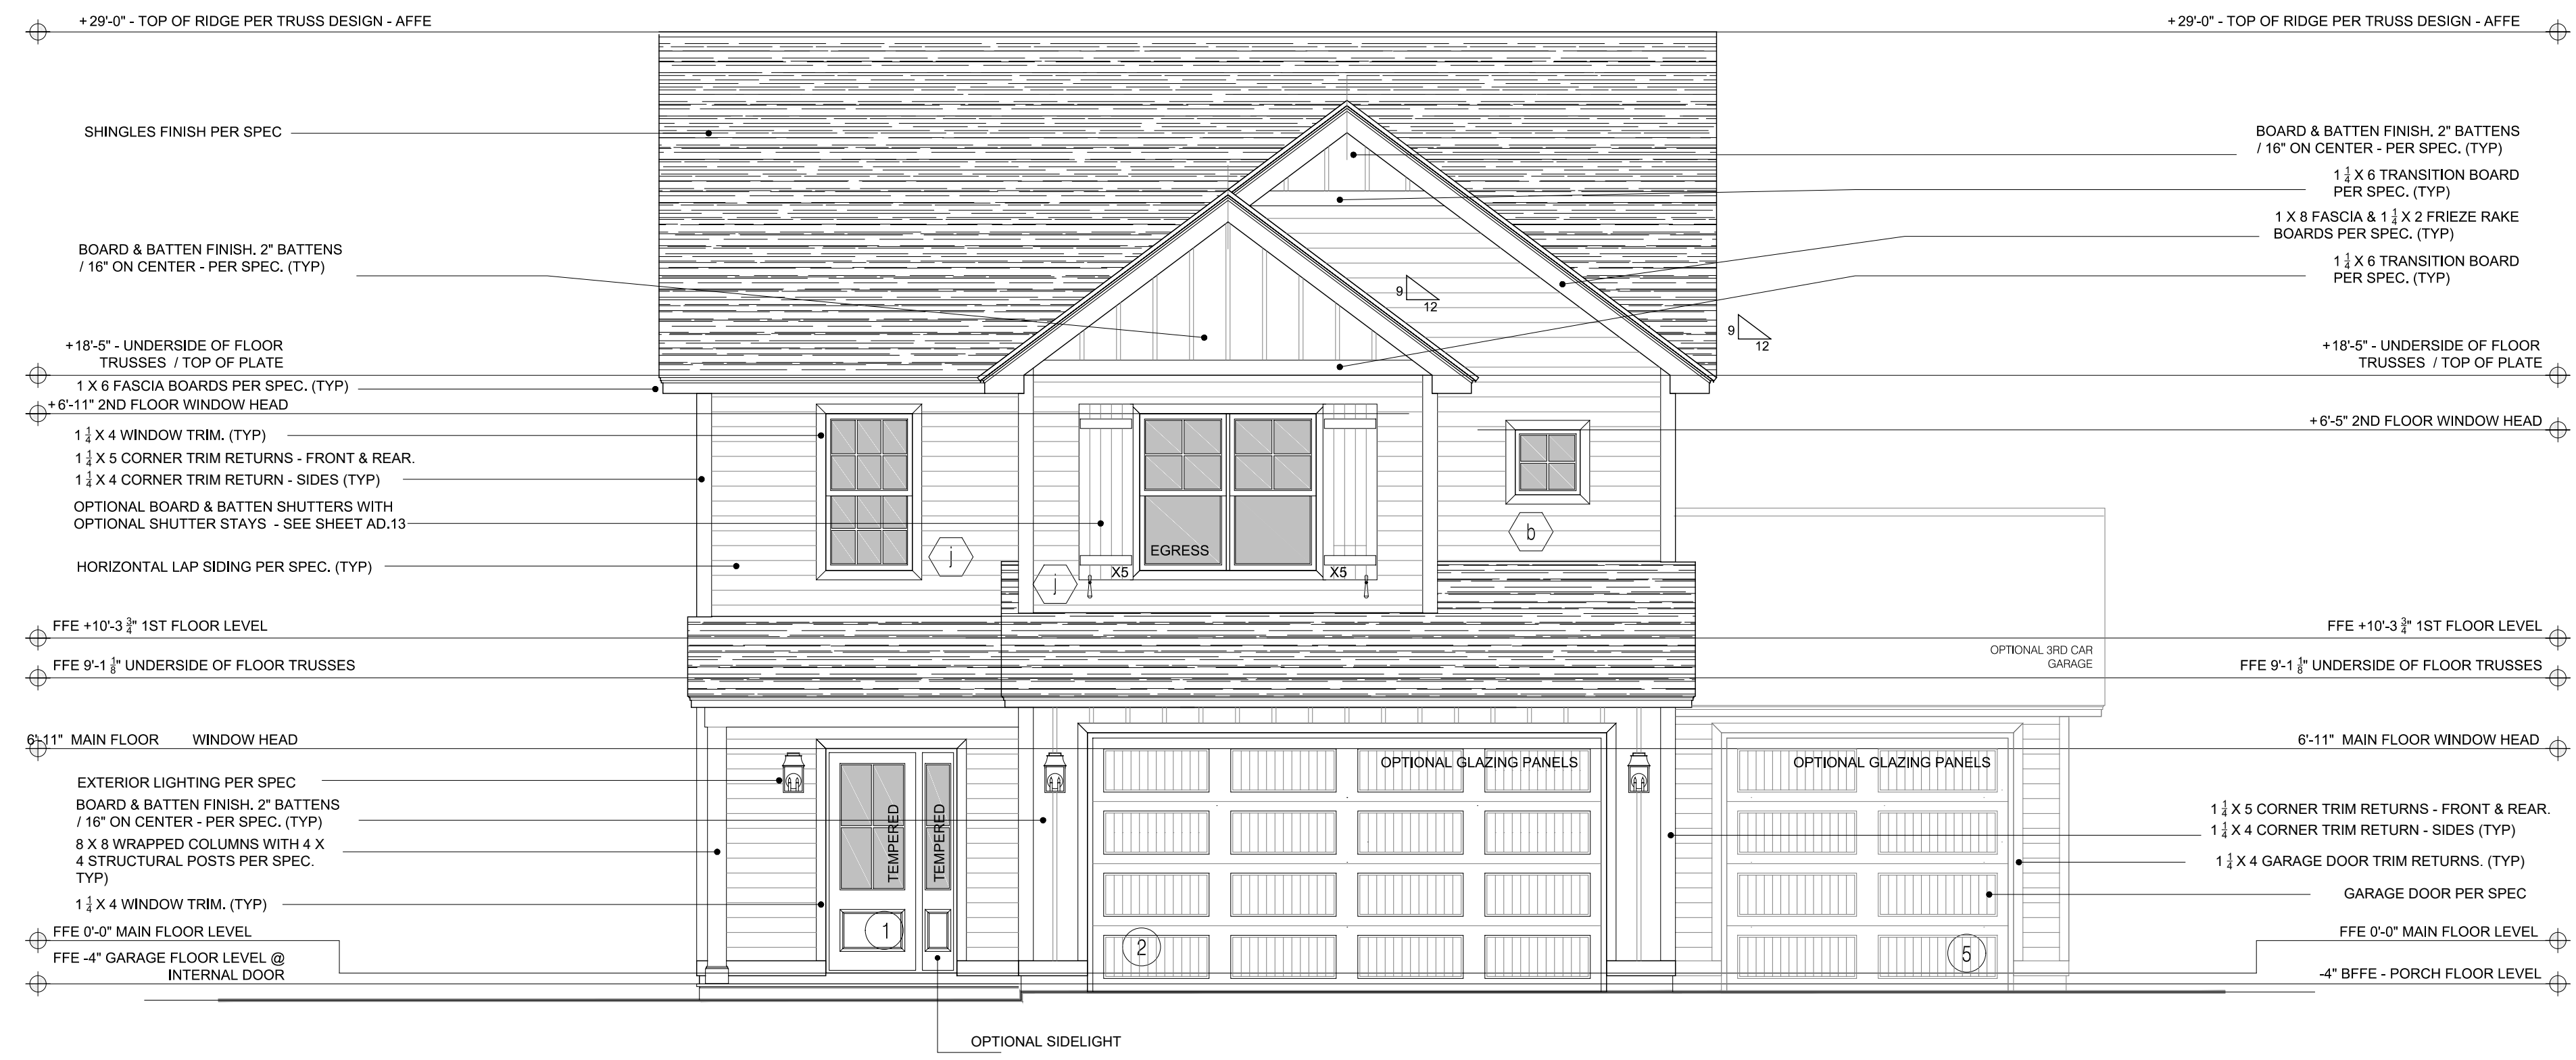 +29'-0" - TOP OF RIDGE PER TRUSS DESIGN - AFFE
SHINGLES FINISH PER SPEC
BOARD & BATTEN FINISH. 2" BATTENS
/ 16" ON CENTER - PER SPEC. (TYP)
+18'-5" - UNDERSIDE OF FLOOR
TRUSSES / TOP OF PLATE
1 X 6 FASCIA BOARDS PER SPEC. (TYP)
+6'-11" 2ND FLOOR WINDOW HEAD
1 1/4 X 4 WINDOW TRIM. (TYP)
1 1/4 X 5 CORNER TRIM RETURNS - FRONT & REAR.
1 1/4 X 4 CORNER TRIM RETURN - SIDES (TYP)
OPTIONAL BOARD & BATTEN SHUTTERS WITH
OPTIONAL SHUTTER STAYS - SEE SHEET AD.13
HORIZONTAL LAP SIDING PER SPEC. (TYP)
FFE +10'-3 3/4" 1ST FLOOR LEVEL
FFE 9'-1 1/8" UNDERSIDE OF FLOOR TRUSSES
6'-11" MAIN FLOOR WINDOW HEAD
EXTERIOR LIGHTING PER SPEC
BOARD & BATTEN FINISH. 2" BATTENS
/ 16" ON CENTER - PER SPEC. (TYP)
8 X 8 WRAPPED COLUMNS WITH 4 X
4 STRUCTURAL POSTS PER SPEC.
TYP)
1 1/4 X 4 WINDOW TRIM. (TYP)
FFE 0'-0" MAIN FLOOR LEVEL
FFE -4" GARAGE FLOOR LEVEL @
INTERNAL DOOR
9
12
9
12
EGRESS
X5
X5
j
j
b
TEMPERED
TEMPERED
OPTIONAL GLAZING PANELS
OPTIONAL GLAZING PANELS
1
2
5
OPTIONAL SIDELIGHT
OPTIONAL 3RD CAR
GARAGE
+29'-0" - TOP OF RIDGE PER TRUSS DESIGN - AFFE
BOARD & BATTEN FINISH. 2" BATTENS
/ 16" ON CENTER - PER SPEC. (TYP)
1 1/4 X 6 TRANSITION BOARD
PER SPEC. (TYP)
1 X 8 FASCIA & 1 1/4 X 2 FRIEZE RAKE
BOARDS PER SPEC. (TYP)
1 1/4 X 6 TRANSITION BOARD
PER SPEC. (TYP)
+18'-5" - UNDERSIDE OF FLOOR
TRUSSES / TOP OF PLATE
+6'-5" 2ND FLOOR WINDOW HEAD
FFE +10'-3 3/4" 1ST FLOOR LEVEL
FFE 9'-1 1/8" UNDERSIDE OF FLOOR TRUSSES
6'-11" MAIN FLOOR WINDOW HEAD
1 1/4 X 5 CORNER TRIM RETURNS - FRONT & REAR.
1 1/4 X 4 CORNER TRIM RETURN - SIDES (TYP)
1 1/4 X 4 GARAGE DOOR TRIM RETURNS. (TYP)
GARAGE DOOR PER SPEC
FFE 0'-0" MAIN FLOOR LEVEL
-4" BFFE - PORCH FLOOR LEVEL